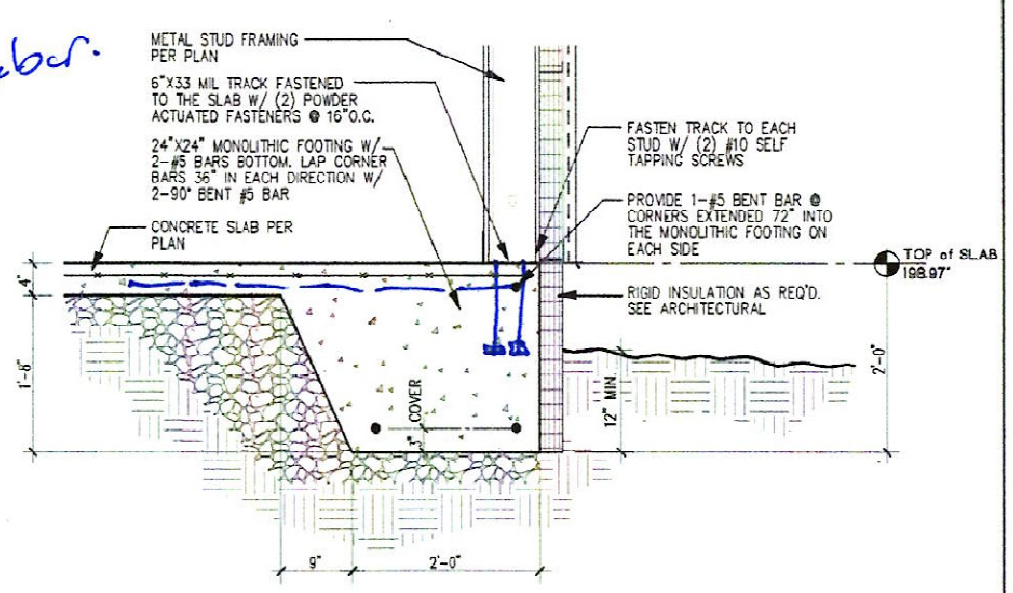 METAL STUD FRAMING
PER PLAN
6"X33 MIL TRACK FASTENED
TO THE SLAB W/ (2) POWDER
ACTUATED FASTENERS @ 16"O.C.
24"X24" MONOLITHIC FOOTING W/
2-#5 BARS BOTTOM. LAP CORNER
BARS 36" IN EACH DIRECTION W/
2-90° BENT #5 BAR
CONCRETE SLAB PER
PLAN
FASTEN TRACK TO EACH
STUD W/ (2) #10 SELF
TAPPING SCREWS
PROVIDE 1-#5 BENT BAR @
CORNERS EXTENDED 72" INTO
THE MONOLITHIC FOOTING ON
EACH SIDE
TOP of SLAB
198.97'
RIGID INSULATION AS REQ'D.
SEE ARCHITECTURAL
4"
2'-0"
12" MIN.
3" COVER
9"
2'-0"